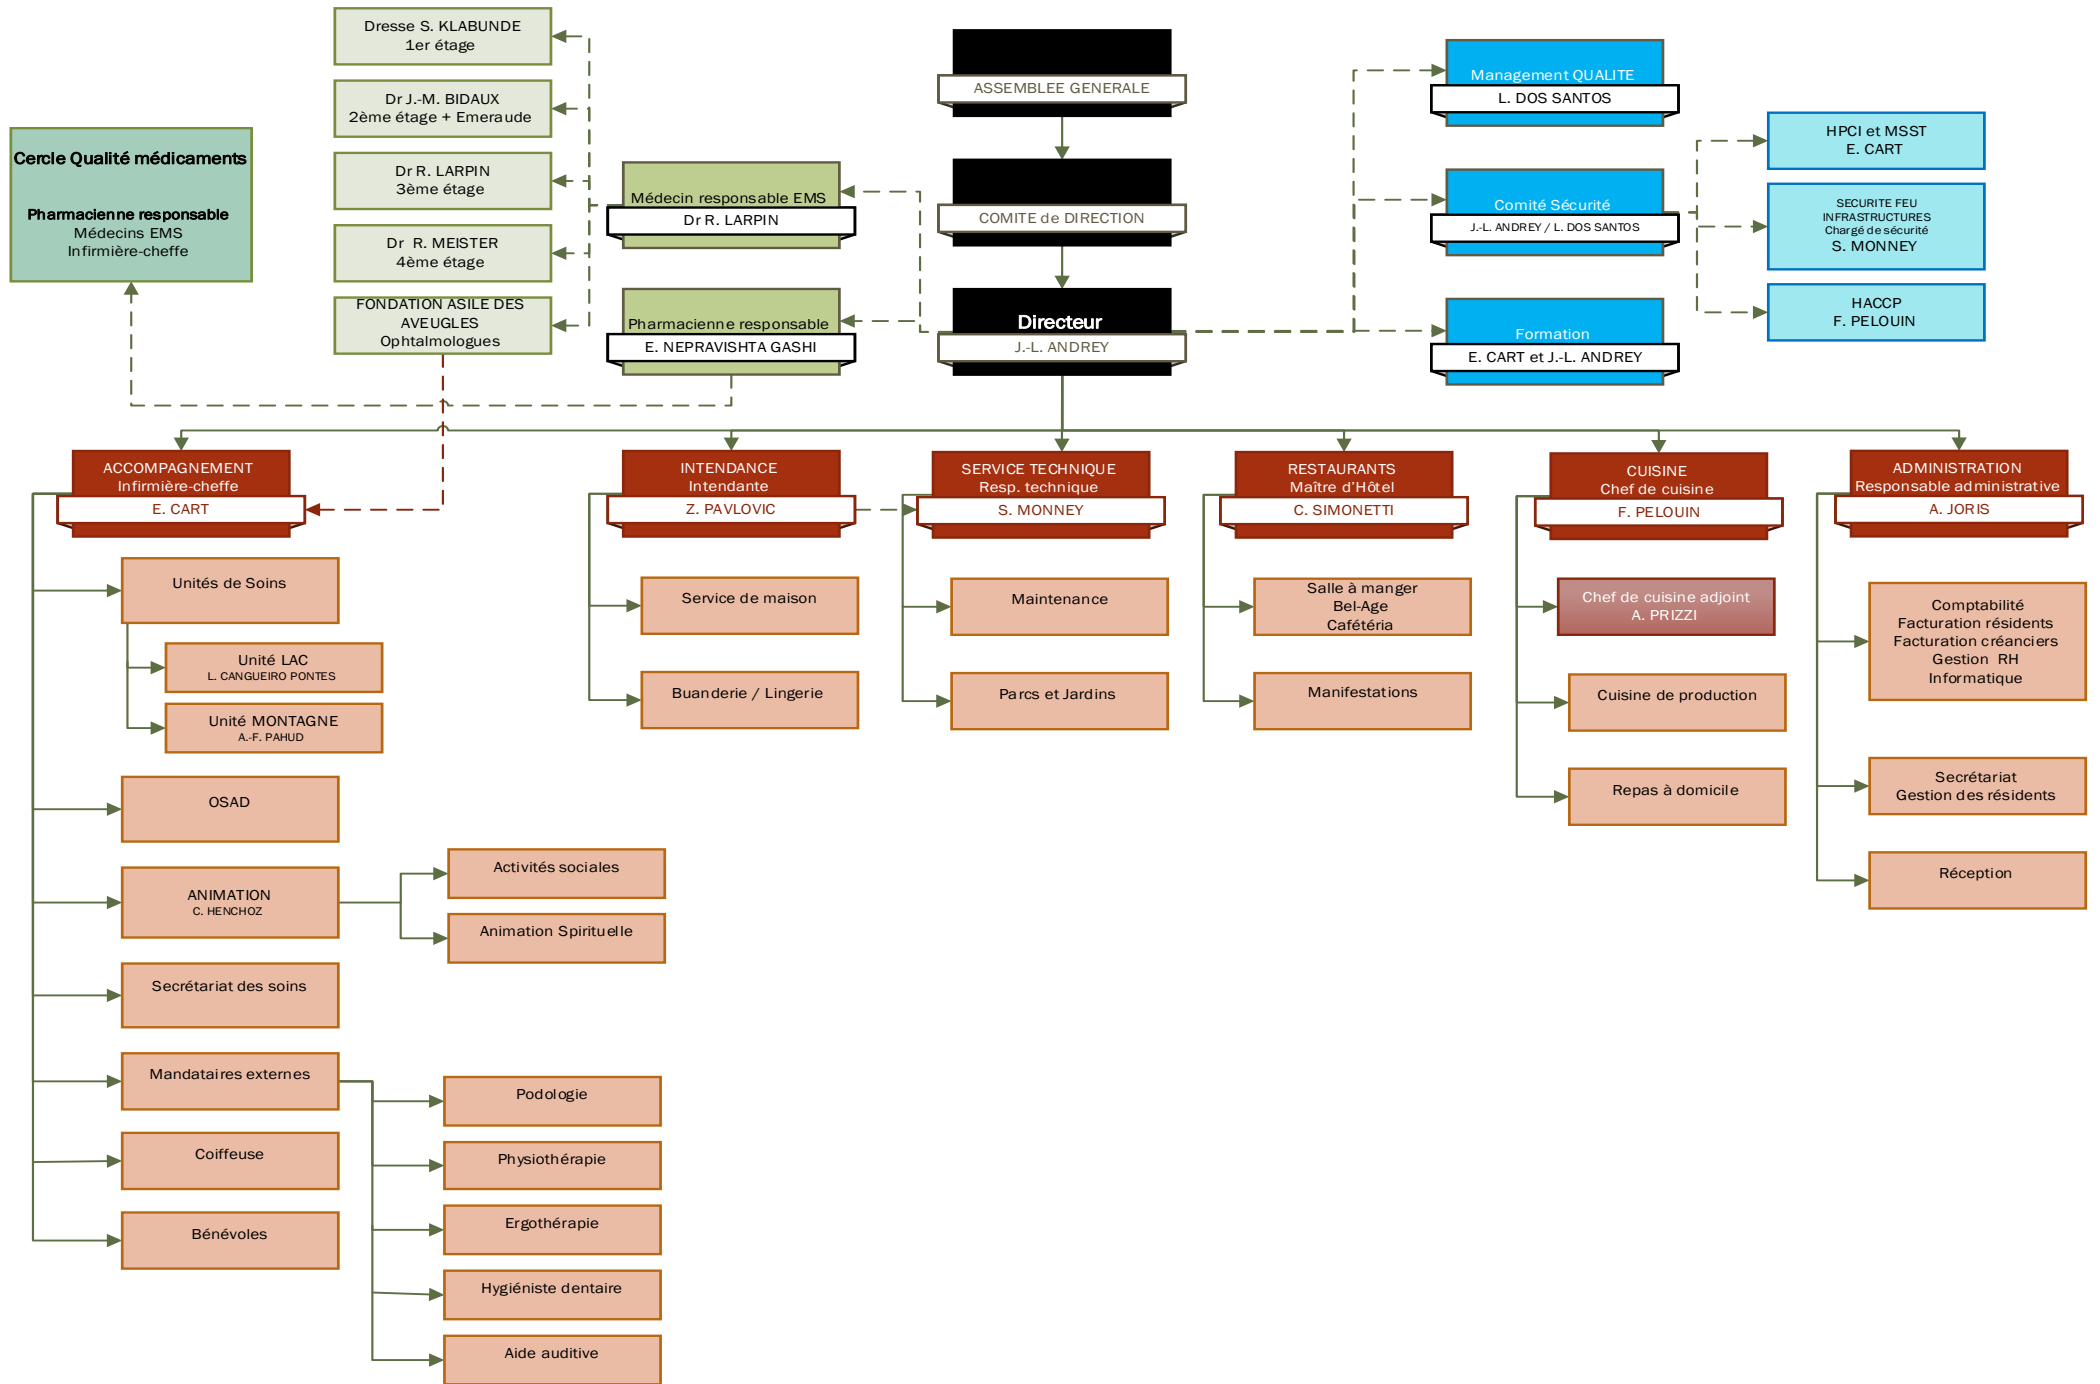 Dresse S. KLABUNDE
1er étage
Dr J.-M. BIDAUX
2ème étage + Emeraude
Dr R. LARPIN
3ème étage
Dr  R. MEISTER
4ème étage
FONDATION ASILE DES
AVEUGLES
Ophtalmologues
Cercle Qualité médicaments
Pharmacienne responsable
Médecins EMS
Infirmière-cheffe
Médecin responsable EMS
Dr R. LARPIN
Pharmacienne responsable
E. NEPRAVISHTA GASHI
ASSEMBLEE GENERALE
COMITE de DIRECTION
Directeur
J.-L. ANDREY
Management QUALITE
L. DOS SANTOS
Comité Sécurité
J.-L. ANDREY / L. DOS SANTOS
Formation
E. CART et J.-L. ANDREY
HPCI et MSST
E. CART
SECURITE FEU
INFRASTRUCTURES
Chargé de sécurité
S. MONNEY
HACCP
F. PELOUIN
ACCOMPAGNEMENT
Infirmière-cheffe
E. CART
Unités de Soins
Unité LAC
L. CANGUEIRO PONTES
Unité MONTAGNE
A.-F. PAHUD
OSAD
ANIMATION
C. HENCHOZ
Activités sociales
Animation Spirituelle
Secrétariat des soins
Mandataires externes
Podologie
Physiothérapie
Ergothérapie
Hygiéniste dentaire
Aide auditive
Coiffeuse
Bénévoles
INTENDANCE
Intendante
Z. PAVLOVIC
Service de maison
Buanderie / Lingerie
SERVICE TECHNIQUE
Resp. technique
S. MONNEY
Maintenance
Parcs et Jardins
RESTAURANTS
Maître d'Hôtel
C. SIMONETTI
Salle à manger
Bel-Age
Cafétéria
Manifestations
CUISINE
Chef de cuisine
F. PELOUIN
Chef de cuisine adjoint
A. PRIZZI
Cuisine de production
Repas à domicile
ADMINISTRATION
Responsable administrative
A. JORIS
Comptabilité
Facturation résidents
Facturation créanciers
Gestion  RH
Informatique
Secrétariat
Gestion des résidents
Réception